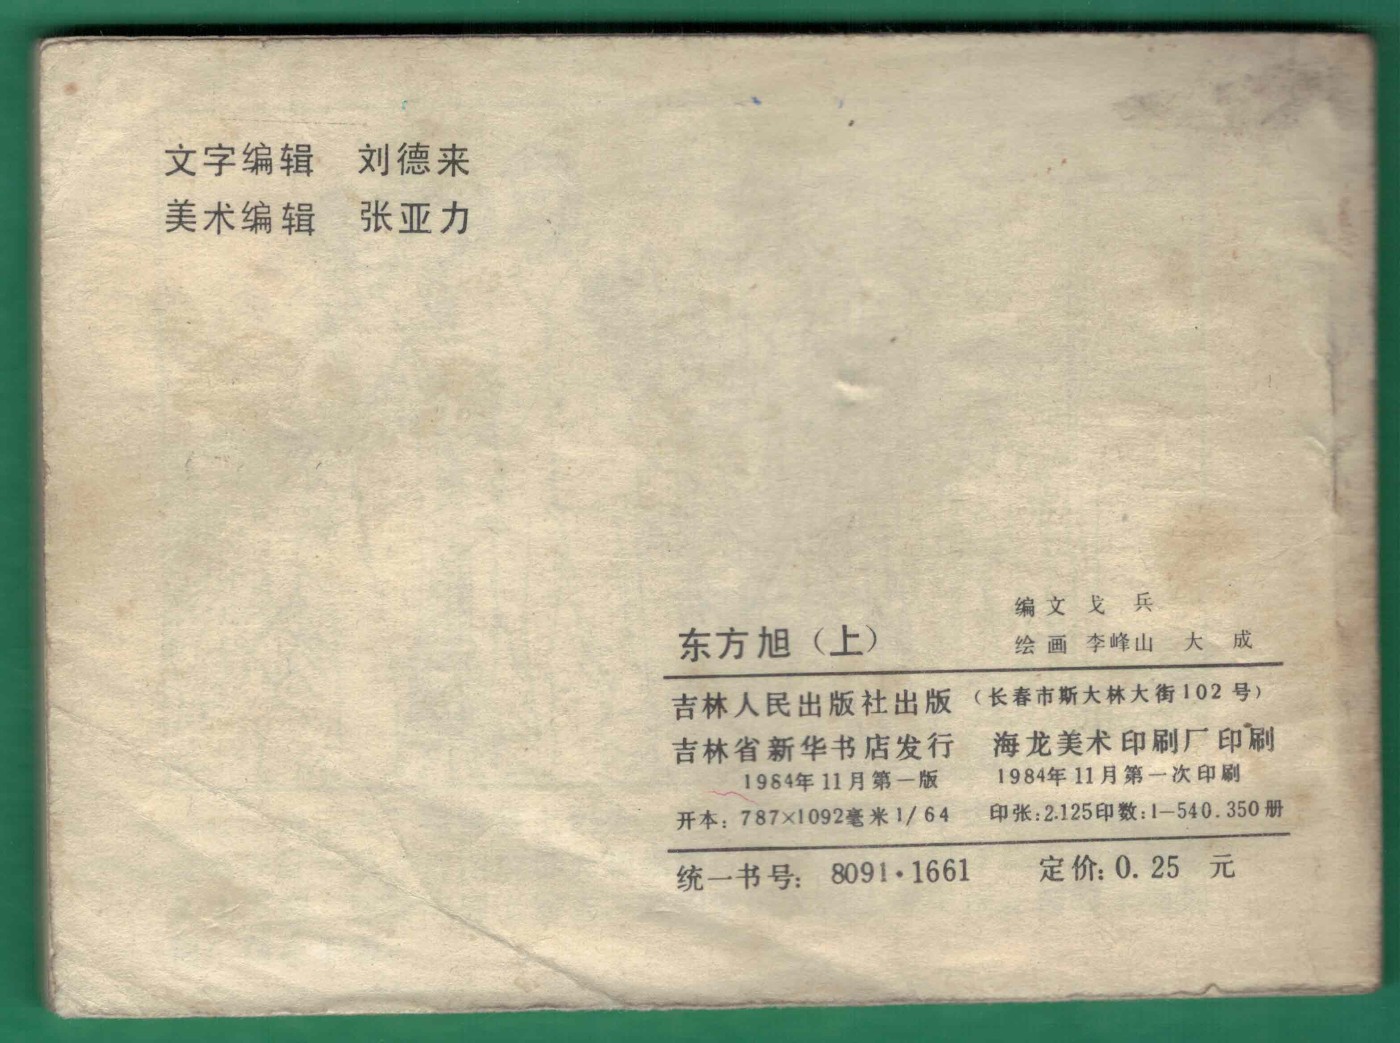 文字编辑 刘德来
美术编辑 张亚力
编文 戈兵
东方旭（上）
绘画 李峰山 大成
吉林人民出版社出版 （长春市斯大林大街102号）
吉林省新华书店发行 海龙美术印刷厂印刷
1984年11月第一版 1984年11月第一次印刷
开本：787×1092毫米1/64 印张：2.125印数：1—540.350册
统一书号：8091·1661 定价：0.25 元